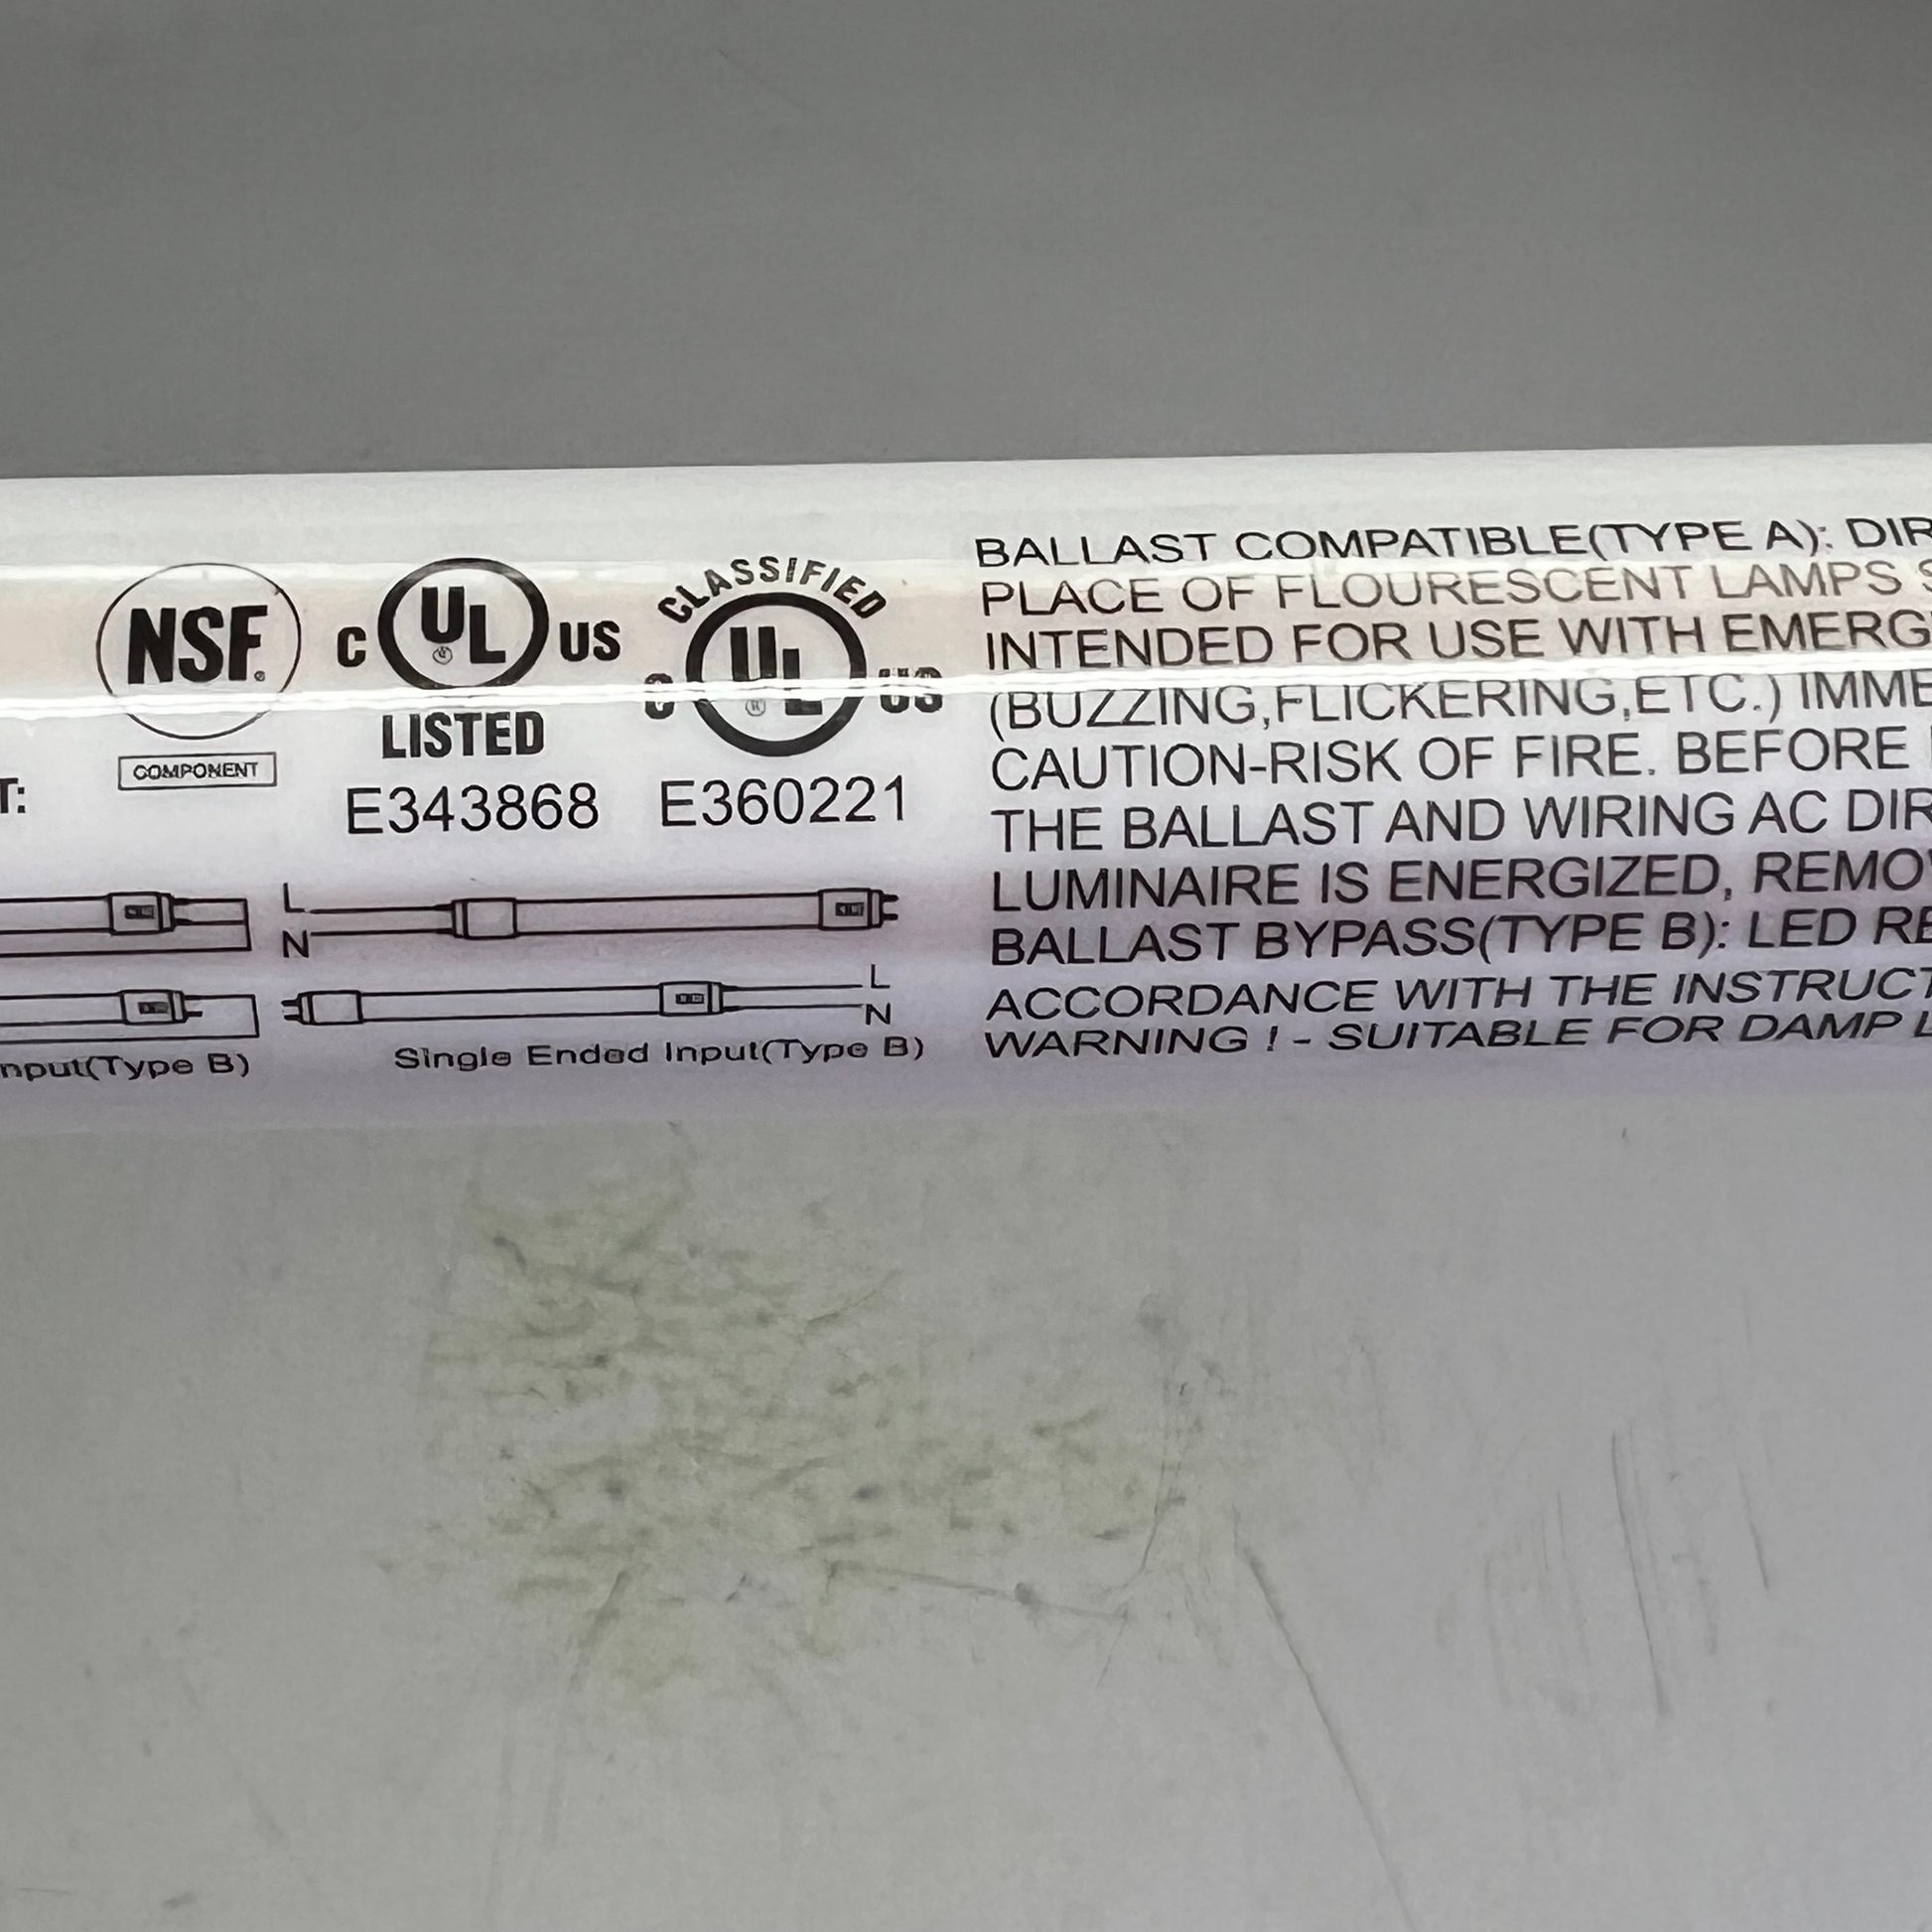 NSF®
COMPONENT
T:
C UL® US
LISTED
E343868
CLASSIFIED
C UL® US
E360221
L
N
L
N
nput(Type B)
Single Ended Input(Type B)
BALLAST COMPATIBLE(TYPE A): DIR
PLACE OF FLOURESCENT LAMPS S
INTENDED FOR USE WITH EMERG
(BUZZING,FLICKERING,ETC.) IMME
CAUTION-RISK OF FIRE. BEFORE
THE BALLAST AND WIRING AC DIR
LUMINAIRE IS ENERGIZED, REMOV
BALLAST BYPASS(TYPE B): LED RE
ACCORDANCE WITH THE INSTRUCT
WARNING ! - SUITABLE FOR DAMP L